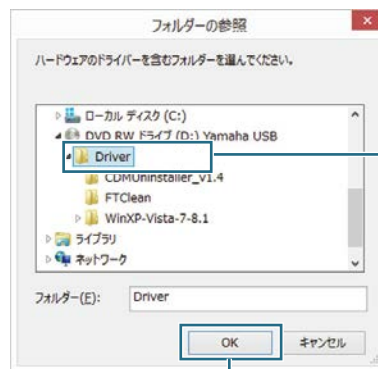 フォルダーの参照
ハードウェアのドライバーを含むフォルダーを選んでください。
ローカル ディスク (C:)
DVD RW ドライブ (D:) Yamaha USB
Driver
CDMUninstaller_v1.4
FTClean
WinXP-Vista-7-8.1
ライブラリ
ネットワーク
フォルダー(F): Driver
OK キャンセル